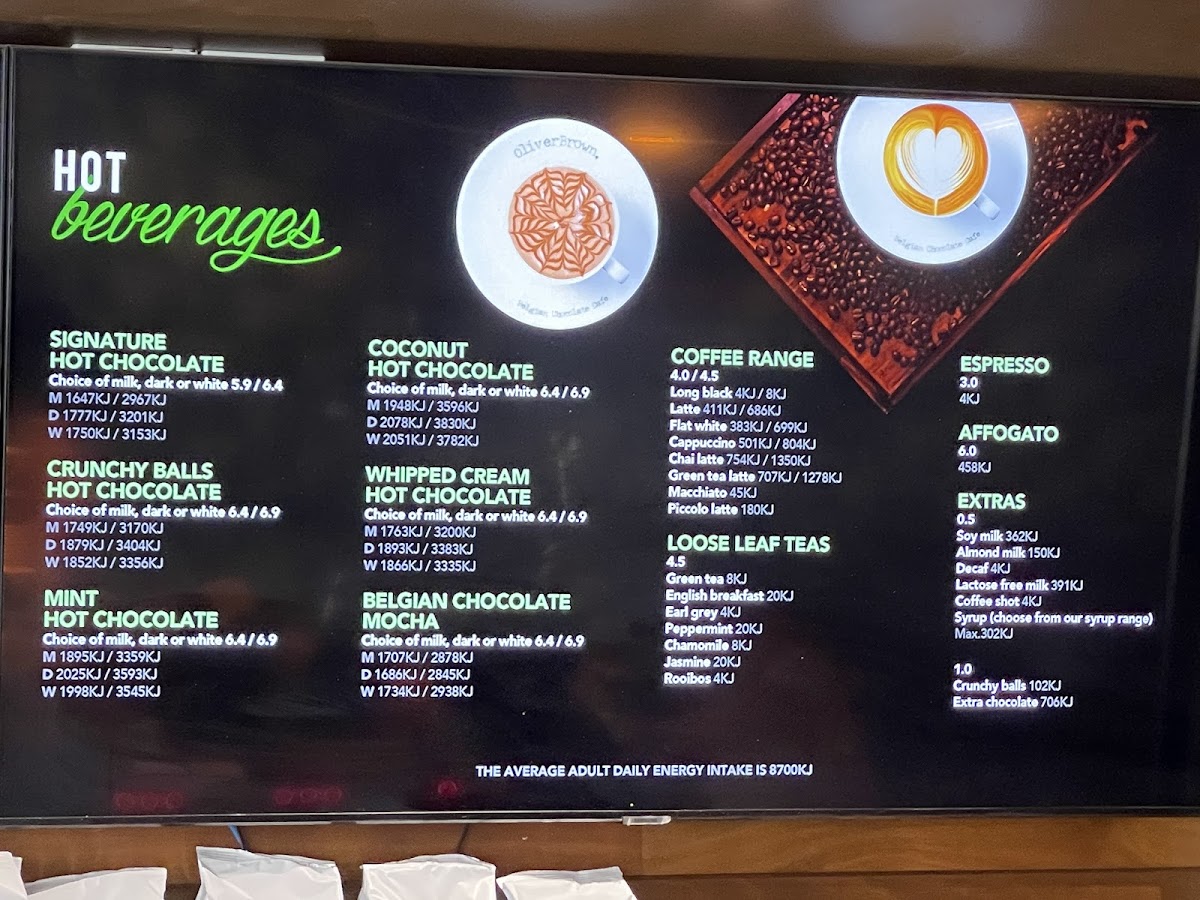 HOT
beverages
OliverBrown.
Belgian Chocolate Cafe
Belgian Chocolate Cafe
SIGNATURE
HOT CHOCOLATE
Choice of milk, dark or white 5.9 / 6.4
M 1647KJ / 2967KJ
D 1777KJ / 3201KJ
W 1750KJ / 3153KJ
CRUNCHY BALLS
HOT CHOCOLATE
Choice of milk, dark or white 6.4 / 6.9
M 1749KJ / 3170KJ
D 1879KJ / 3404KJ
W 1852KJ / 3356KJ
MINT
HOT CHOCOLATE
Choice of milk, dark or white 6.4 / 6.9
M 1895KJ / 3359KJ
D 2025KJ / 3593KJ
W 1998KJ / 3545KJ
COCONUT
HOT CHOCOLATE
Choice of milk, dark or white 6.4 / 6.9
M 1948KJ / 3596KJ
D 2078KJ / 3830KJ
W 2051KJ / 3782KJ
WHIPPED CREAM
HOT CHOCOLATE
Choice of milk, dark or white 6.4 / 6.9
M 1763KJ / 3200KJ
D 1893KJ / 3383KJ
W 1866KJ / 3335KJ
BELGIAN CHOCOLATE
MOCHA
Choice of milk, dark or white 6.4 / 6.9
M 1707KJ / 2878KJ
D 1686KJ / 2845KJ
W 1734KJ / 2938KJ
COFFEE RANGE
4.0 / 4.5
Long black 4KJ / 8KJ
Latte 411KJ / 686KJ
Flat white 383KJ / 699KJ
Cappuccino 501KJ / 804KJ
Chai latte 754KJ / 1350KJ
Green tea latte 707KJ / 1278KJ
Macchiato 45KJ
Piccolo latte 180KJ
LOOSE LEAF TEAS
4.5
Green tea 8KJ
English breakfast 20KJ
Earl grey 4KJ
Peppermint 20KJ
Chamomile 8KJ
Jasmine 20KJ
Rooibos 4KJ
ESPRESSO
3.0
4KJ
AFFOGATO
6.0
458KJ
EXTRAS
0.5
Soy milk 362KJ
Almond milk 150KJ
Decaf 4KJ
Lactose free milk 391KJ
Coffee shot 4KJ
Syrup (choose from our syrup range)
Max.302KJ
1.0
Crunchy balls 102KJ
Extra chocolate 706KJ
THE AVERAGE ADULT DAILY ENERGY INTAKE IS 8700KJ